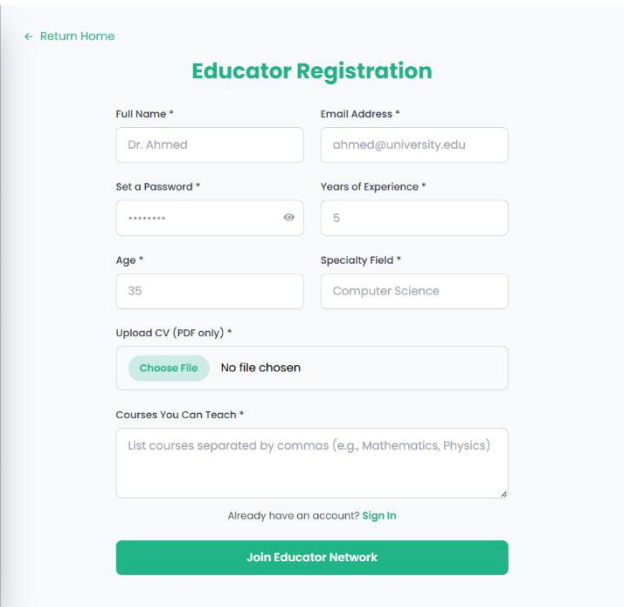 ← Return Home
Educator Registration
Full Name * Email Address *
Dr. Ahmed ahmed@university.edu
Set a Password * Years of Experience *
•••••••• 5
Age * Specialty Field *
35 Computer Science
Upload CV (PDF only) *
Choose File No file chosen
Courses You Can Teach *
List courses separated by commas (e.g., Mathematics, Physics)
Already have an account? Sign In
Join Educator Network